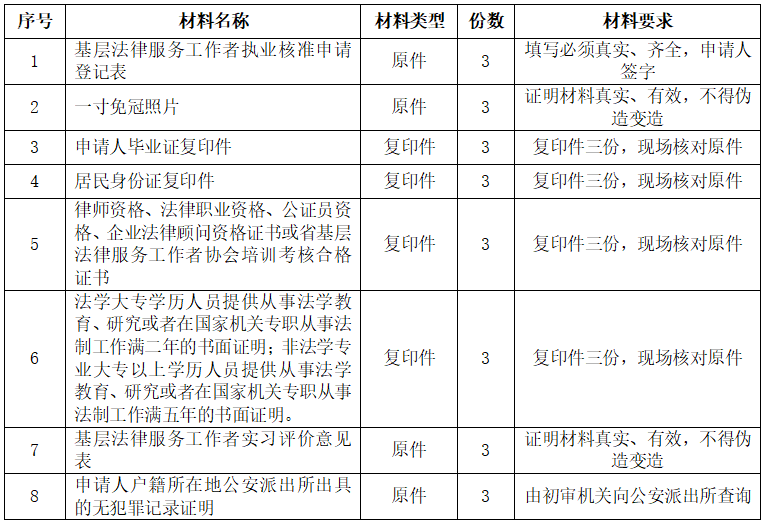 序号 材料名称 材料类型 份数 材料要求
1 基层法律服务工作者执业核准申请登记表 原件 3 填写必须真实、齐全，申请人签字
2 一寸免冠照片 原件 3 证明材料真实、有效，不得伪造变造
3 申请人毕业证复印件 复印件 3 复印件三份，现场核对原件
4 居民身份证复印件 复印件 3 复印件三份，现场核对原件
5 律师资格、法律职业资格、公证员资格、企业法律顾问资格证书或省基层法律服务工作者协会培训考核合格证书 复印件 3 复印件三份，现场核对原件
6 法学大专学历人员提供从事法学教育、研究或者在国家机关专职从事法制工作满二年的书面证明；非法学专业大专以上学历人员提供从事法学教育、研究或者在国家机关专职从事法制工作满五年的书面证明。 复印件 3 复印件三份，现场核对原件
7 基层法律服务工作者实习评价意见表 原件 3 证明材料真实、有效，不得伪造变造
8 申请人户籍所在地公安派出所出具的无犯罪记录证明 原件 3 由初审机关向公安派出所查询